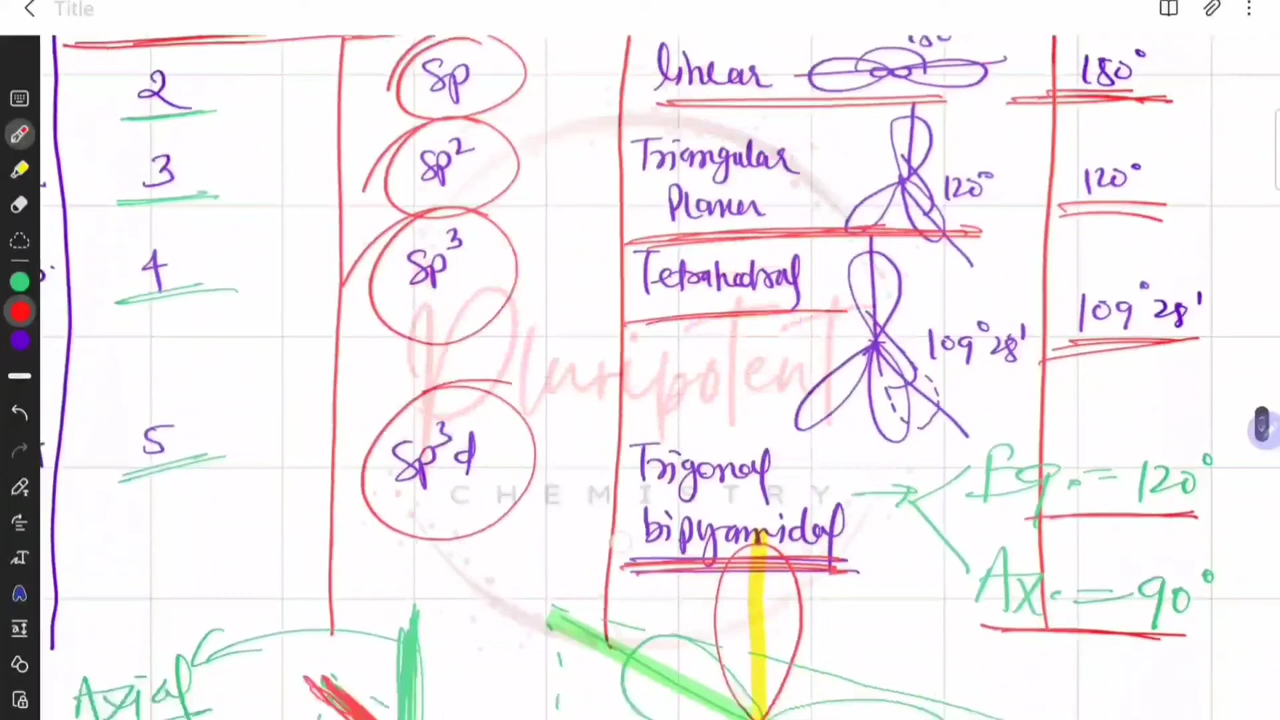 Title
2 Sp linear 180° 180°
3 Sp² Triangular Planer 120° 120°
4 Sp³ Tetrahedral 109° 28' 109° 28'
5 Sp³d Trigonal bipyramidal
Eq. = 120°
Ax. = 90°
Pluripotent
CHEMISTRY
Axial